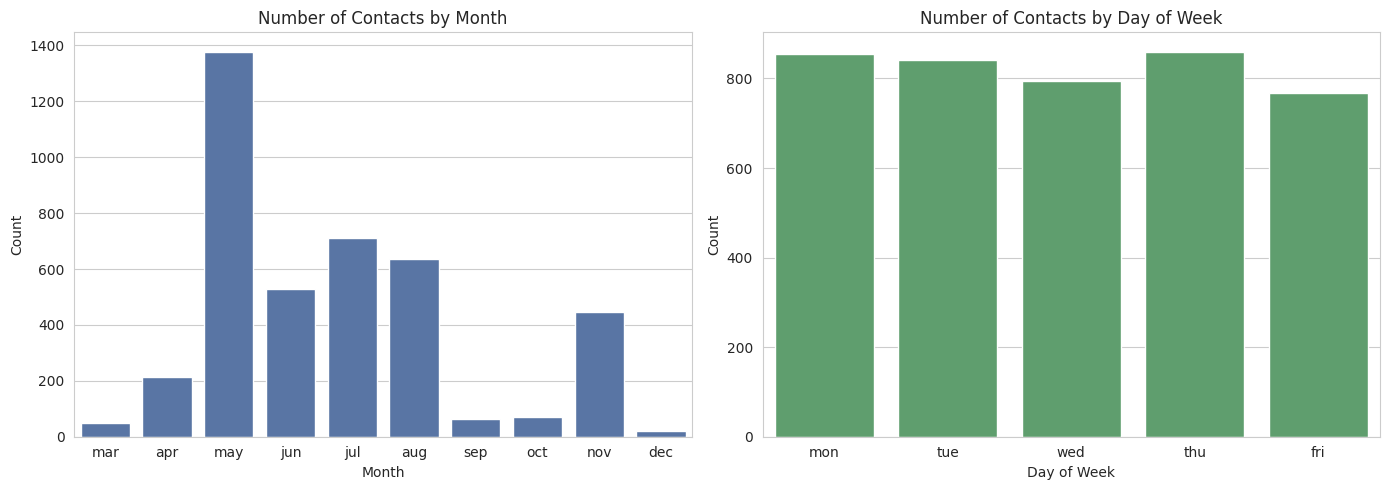 Number of Contacts by Month
1400
1200
1000
800
600
400
200
0
Count
mar apr may jun jul aug sep oct nov dec
Month
Number of Contacts by Day of Week
800
600
400
200
0
Count
mon tue wed thu fri
Day of Week